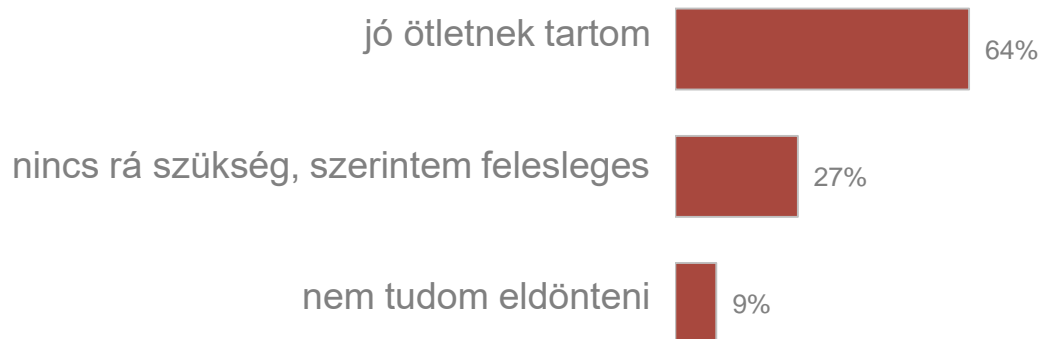 jó ötletnek tartom 64%
nincs rá szükség, szerintem felesleges 27%
nem tudom eldönteni 9%